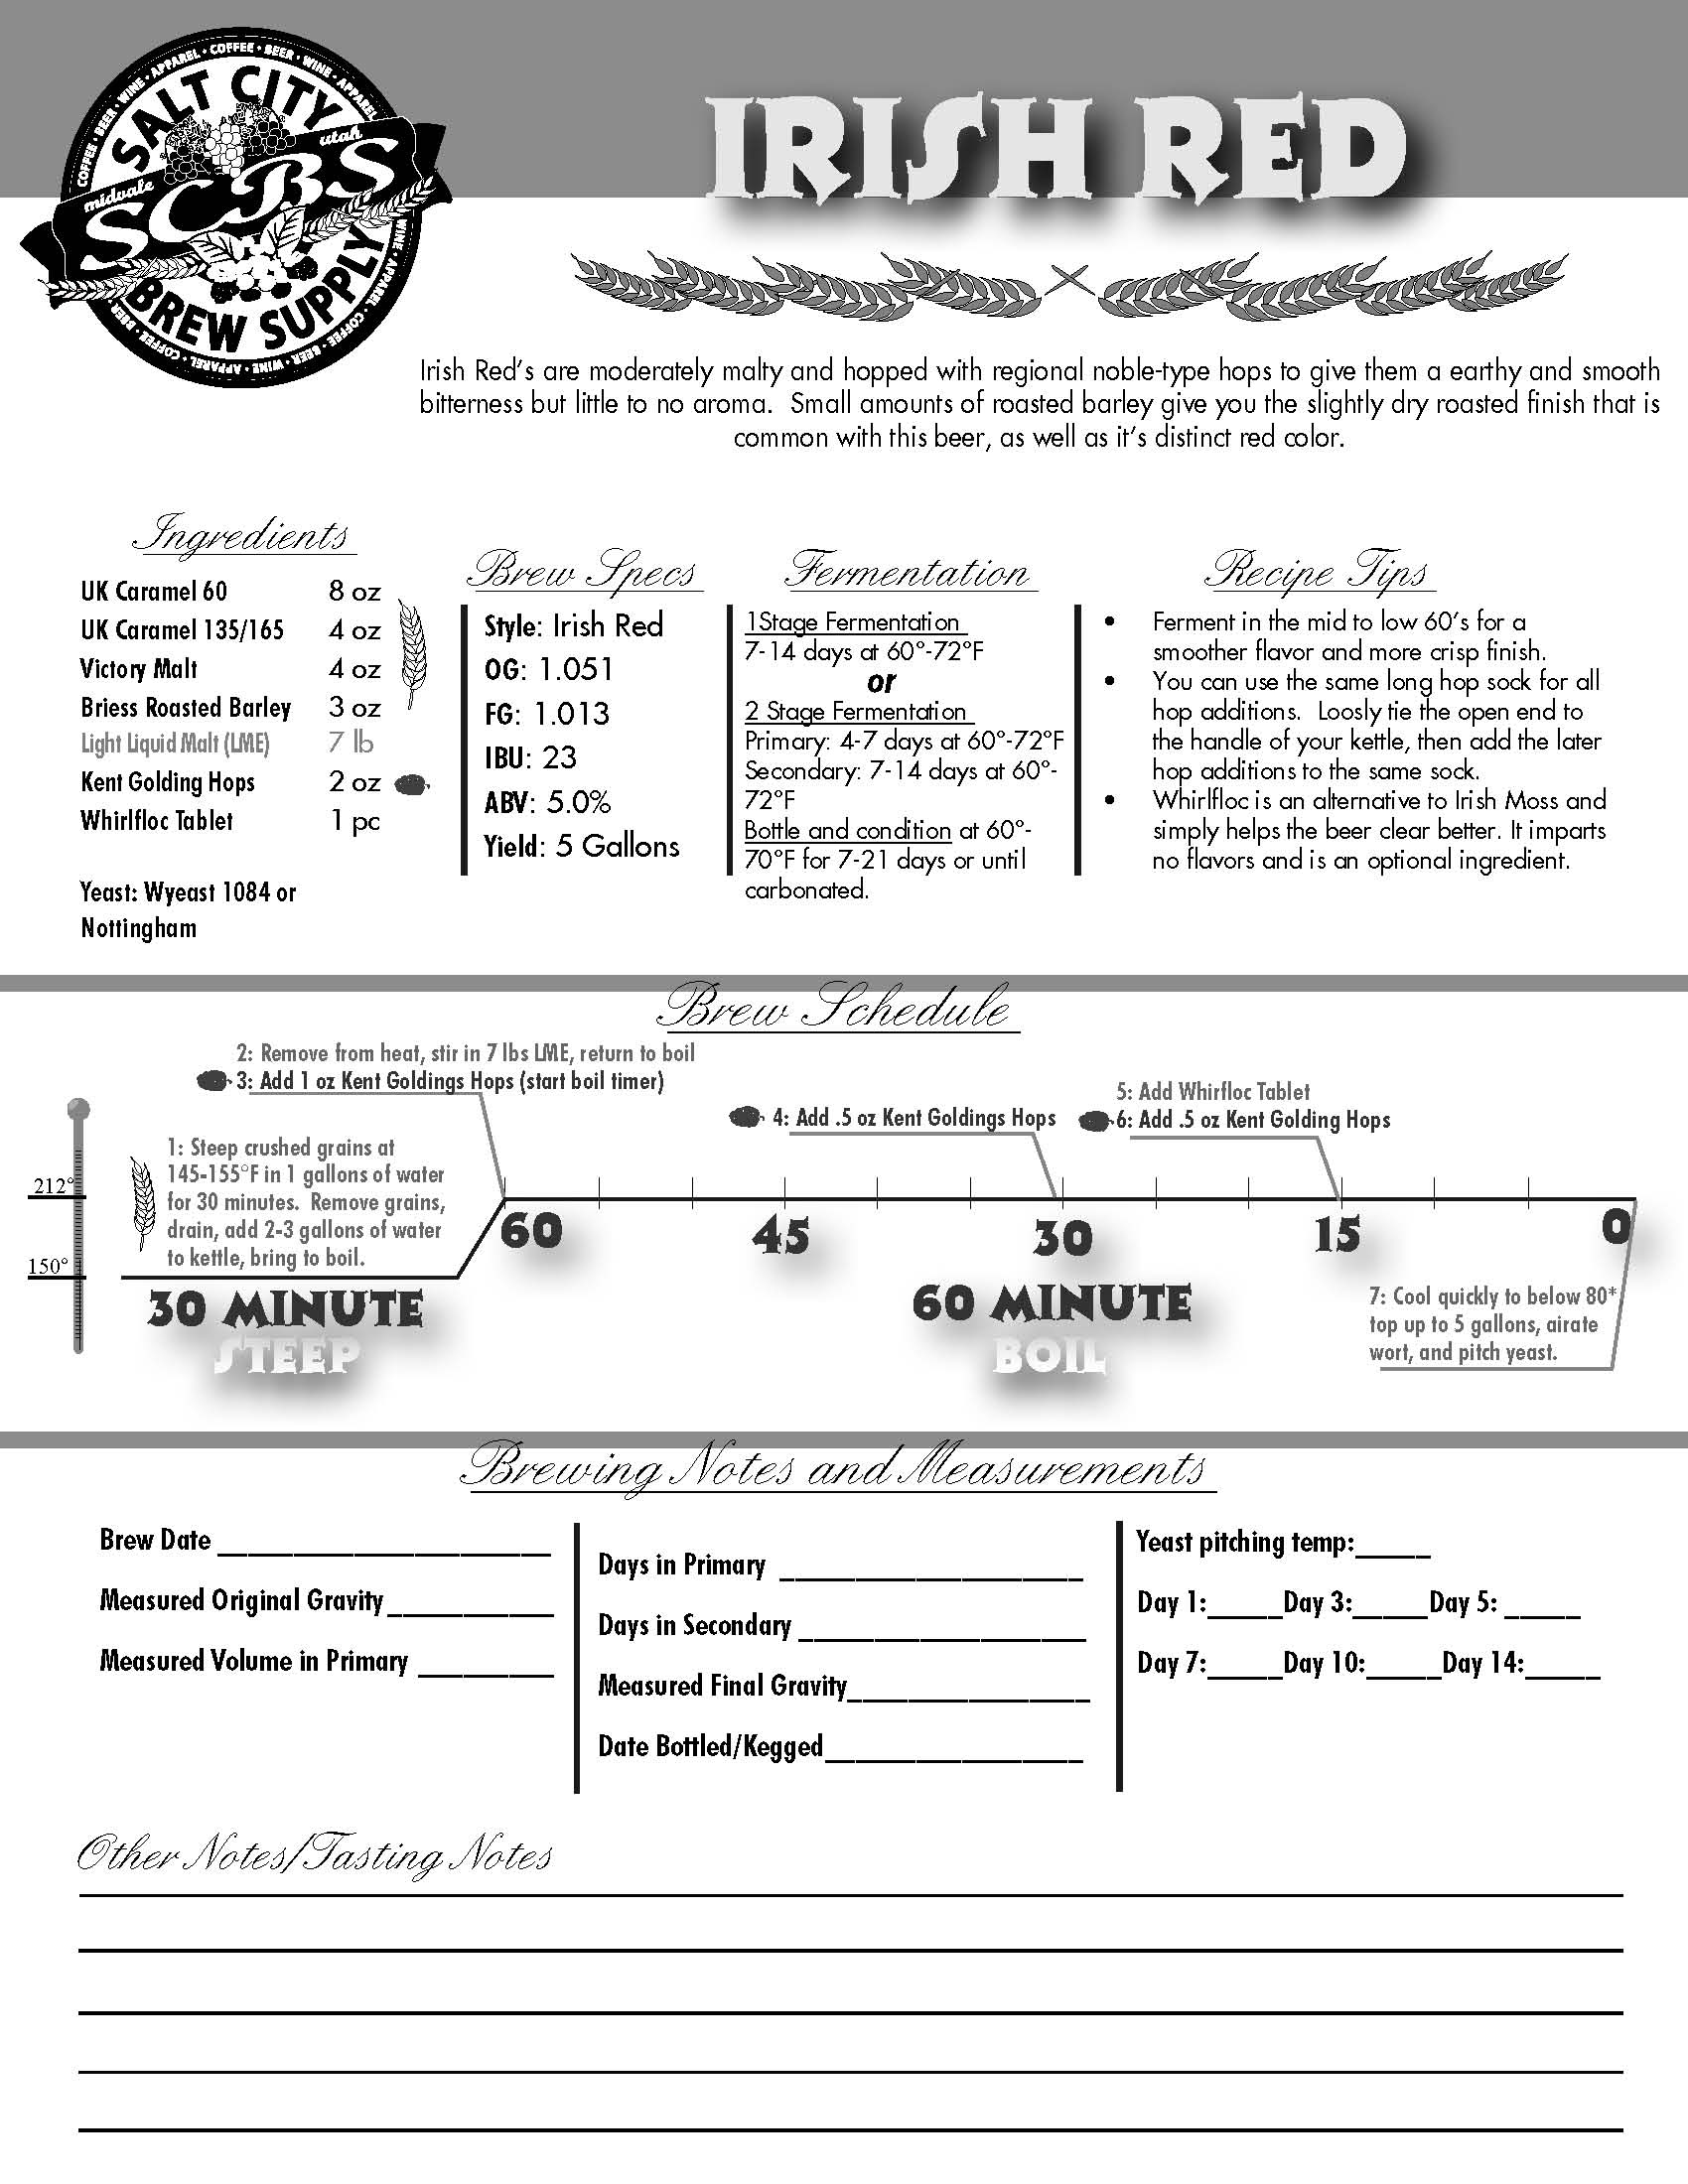 COFFEE • BEER • WINE • APPAREL • COFFEE • BEER • WINE • APPAREL
SALT CITY
midvale
utah
SCBS
BREW SUPPLY
IRISH RED
Irish Red's are moderately malty and hopped with regional noble-type hops to give them a earthy and smooth
bitterness but little to no aroma.  Small amounts of roasted barley give you the slightly dry roasted finish that is
common with this beer, as well as it's distinct red color.
Ingredients
UK Caramel 60 8 oz
UK Caramel 135/165 4 oz
Victory Malt 4 oz
Briess Roasted Barley 3 oz
Light Liquid Malt (LME) 7 lb
Kent Golding Hops 2 oz
Whirlfloc Tablet 1 pc
Yeast: Wyeast 1084 or
Nottingham
Brew Specs
Style: Irish Red
OG: 1.051
FG: 1.013
IBU: 23
ABV: 5.0%
Yield: 5 Gallons
Fermentation
1Stage Fermentation
7-14 days at 60°-72°F
or
2 Stage Fermentation
Primary: 4-7 days at 60°-72°F
Secondary: 7-14 days at 60°-
72°F
Bottle and condition at 60°-
70°F for 7-21 days or until
carbonated.
Recipe Tips
• Ferment in the mid to low 60's for a
smoother flavor and more crisp finish.
• You can use the same long hop sock for all
hop additions.  Loosly tie the open end to
the handle of your kettle, then add the later
hop additions to the same sock.
• Whirlfloc is an alternative to Irish Moss and
simply helps the beer clear better. It imparts
no flavors and is an optional ingredient.
Brew Schedule
2: Remove from heat, stir in 7 lbs LME, return to boil
3: Add 1 oz Kent Goldings Hops (start boil timer)
4: Add .5 oz Kent Goldings Hops
5: Add Whirfloc Tablet
6: Add .5 oz Kent Golding Hops
1: Steep crushed grains at
145-155°F in 1 gallons of water
for 30 minutes.  Remove grains,
drain, add 2-3 gallons of water
to kettle, bring to boil.
212°
150°
60 45 30 15 0
30 MINUTE
STEEP
60 MINUTE
BOIL
7: Cool quickly to below 80*
top up to 5 gallons, airate
wort, and pitch yeast.
Brewing Notes and Measurements
Brew Date
Measured Original Gravity
Measured Volume in Primary
Days in Primary
Days in Secondary
Measured Final Gravity
Date Bottled/Kegged
Yeast pitching temp:
Day 1: Day 3: Day 5:
Day 7: Day 10: Day 14:
Other Notes/Tasting Notes